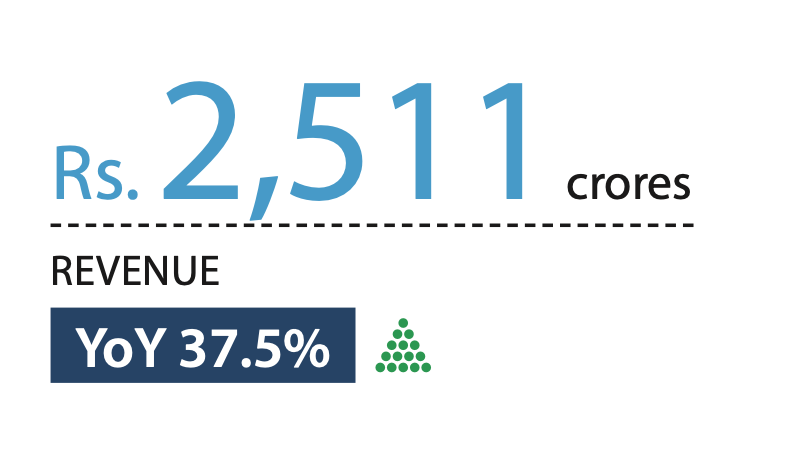 Rs. 2,511 crores
REVENUE
YoY 37.5%